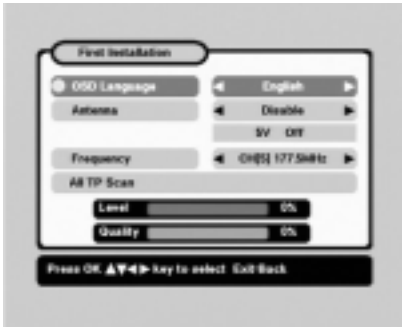 First Installation
OSD Language ◀ English ▶
Antenna ◀ Disable ▶
5V Off
Frequency ◀ CH[5] 177.5MHz ▶
All TP Scan
Level 0%
Quality 0%
Press OK ▲▼◀▶ key to select Exit-Back